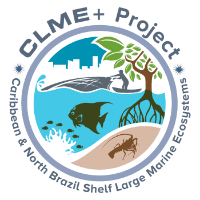 CLME+ Project
Caribbean & North Brazil Shelf Large Marine Ecosystems